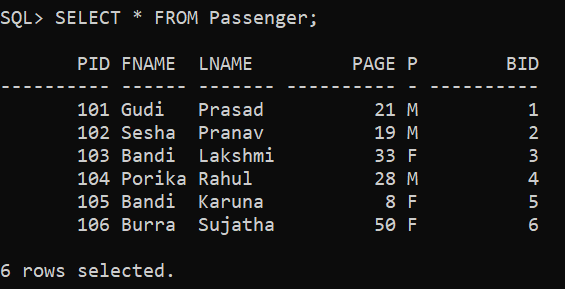 SQL> SELECT * FROM Passenger;
       PID FNAME  LNAME         PAGE P        BID
---------- ------ ------- ---------- - ----------
       101 Gudi   Prasad          21 M          1
       102 Sesha  Pranav          19 M          2
       103 Bandi  Lakshmi         33 F          3
       104 Porika Rahul           28 M          4
       105 Bandi  Karuna           8 F          5
       106 Burra  Sujatha         50 F          6
6 rows selected.